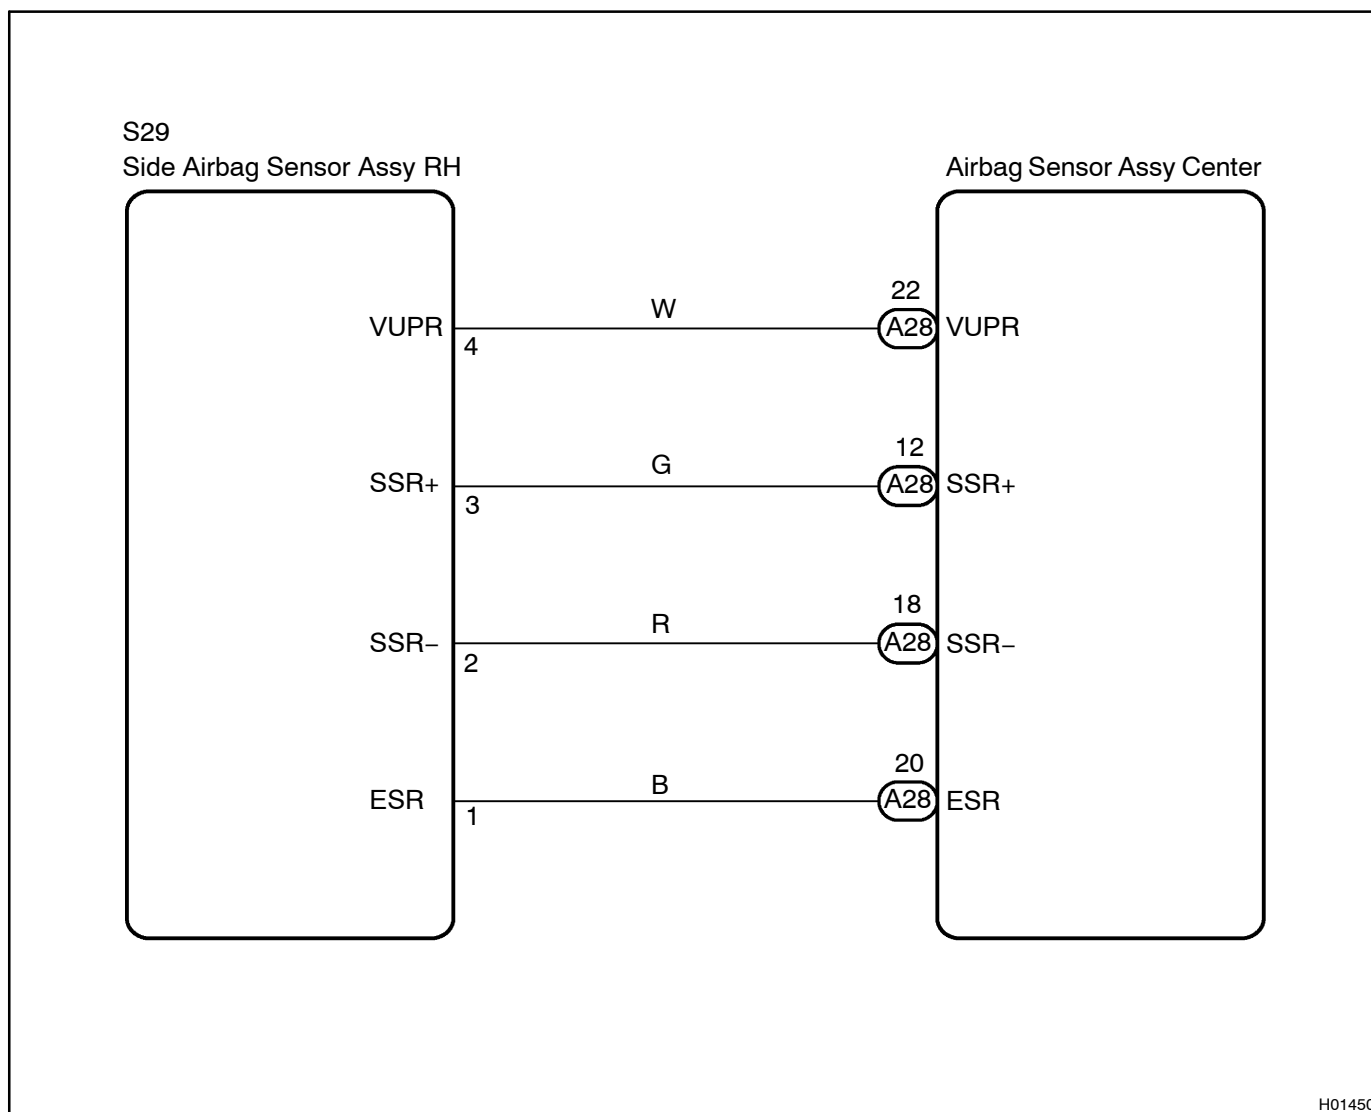 S29
Side Airbag Sensor Assy RH
Airbag Sensor Assy Center
VUPR
4
W
22
A28
VUPR
SSR+
3
G
12
A28
SSR+
SSR−
2
R
18
A28
SSR−
ESR
1
B
20
A28
ESR
H01450